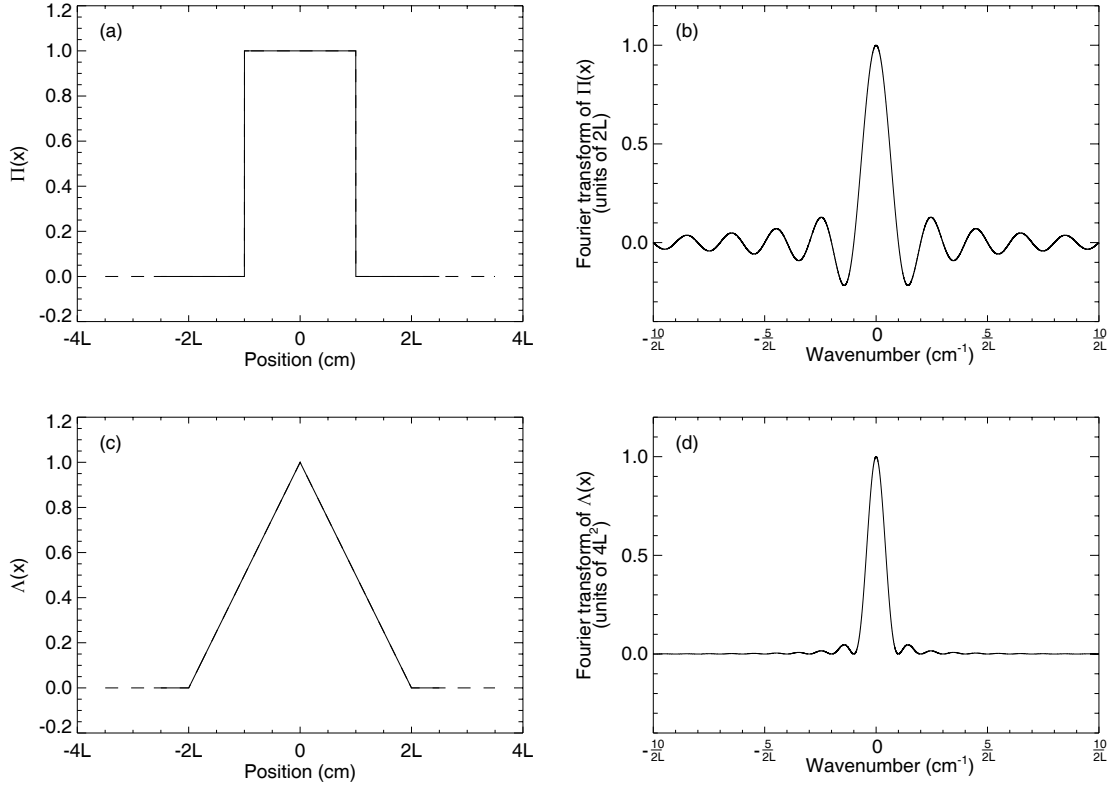 (a)
1.2
1.0
0.8
0.6
0.4
0.2
0.0
-0.2
Π(x)
-4L -2L 0 2L 4L
Position (cm)
(b)
1.0
0.5
0.0
Fourier transform of Π(x)
(units of 2L)
-10/2L -5/2L 0 5/2L 10/2L
Wavenumber (cm⁻¹)
(c)
1.2
1.0
0.8
0.6
0.4
0.2
0.0
-0.2
Λ(x)
-4L -2L 0 2L 4L
Position (cm)
(d)
1.0
0.5
0.0
Fourier transform of Λ(x)
(units of 4L²)
-10/2L -5/2L 0 5/2L 10/2L
Wavenumber (cm⁻¹)